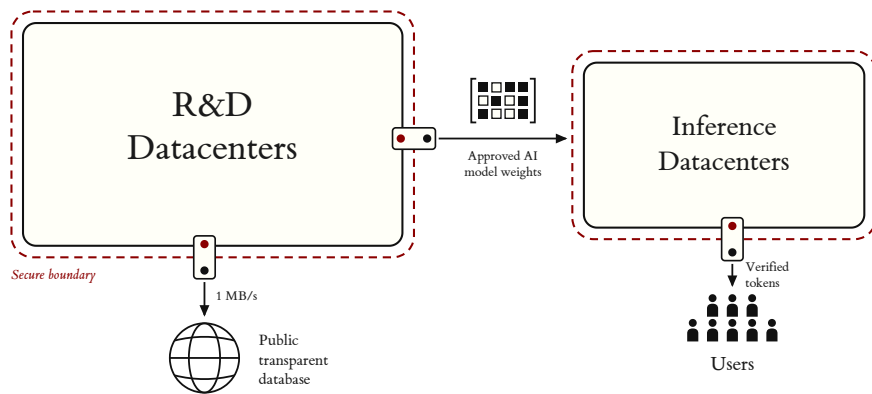 R&D
Datacenters
Approved AI
model weights
Inference
Datacenters
Secure boundary
1 MB/s
Public
transparent
database
Verified
tokens
Users